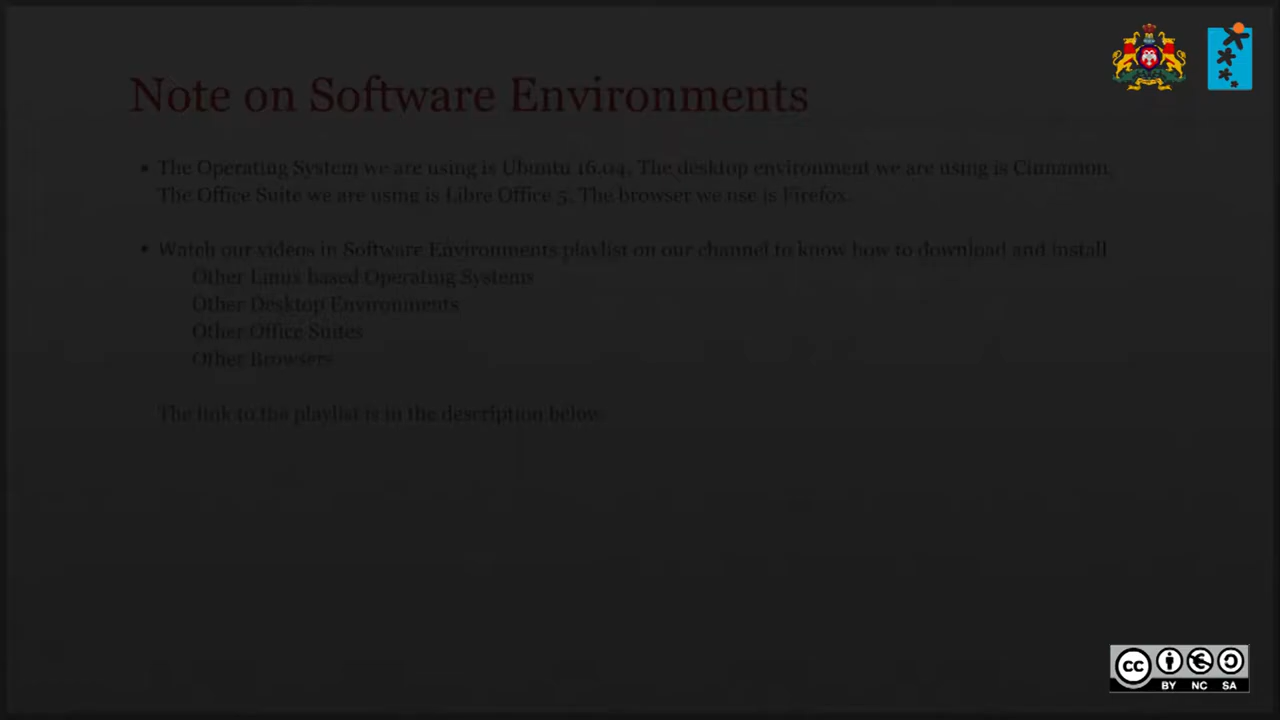 Note on Software Environments
• The Operating System we are using is Ubuntu 16.04. The desktop environment we are using is Cinnamon.
The Office Suite we are using is Libre Office 5. The browser we use is Firefox.
• Watch our videos in Software Environments playlist on our channel to know how to download and install
Other Linux based Operating Systems
Other Desktop Environments
Other Office Suites
Other Browsers
The link to the playlist is in the description below
cc
BY NC SA